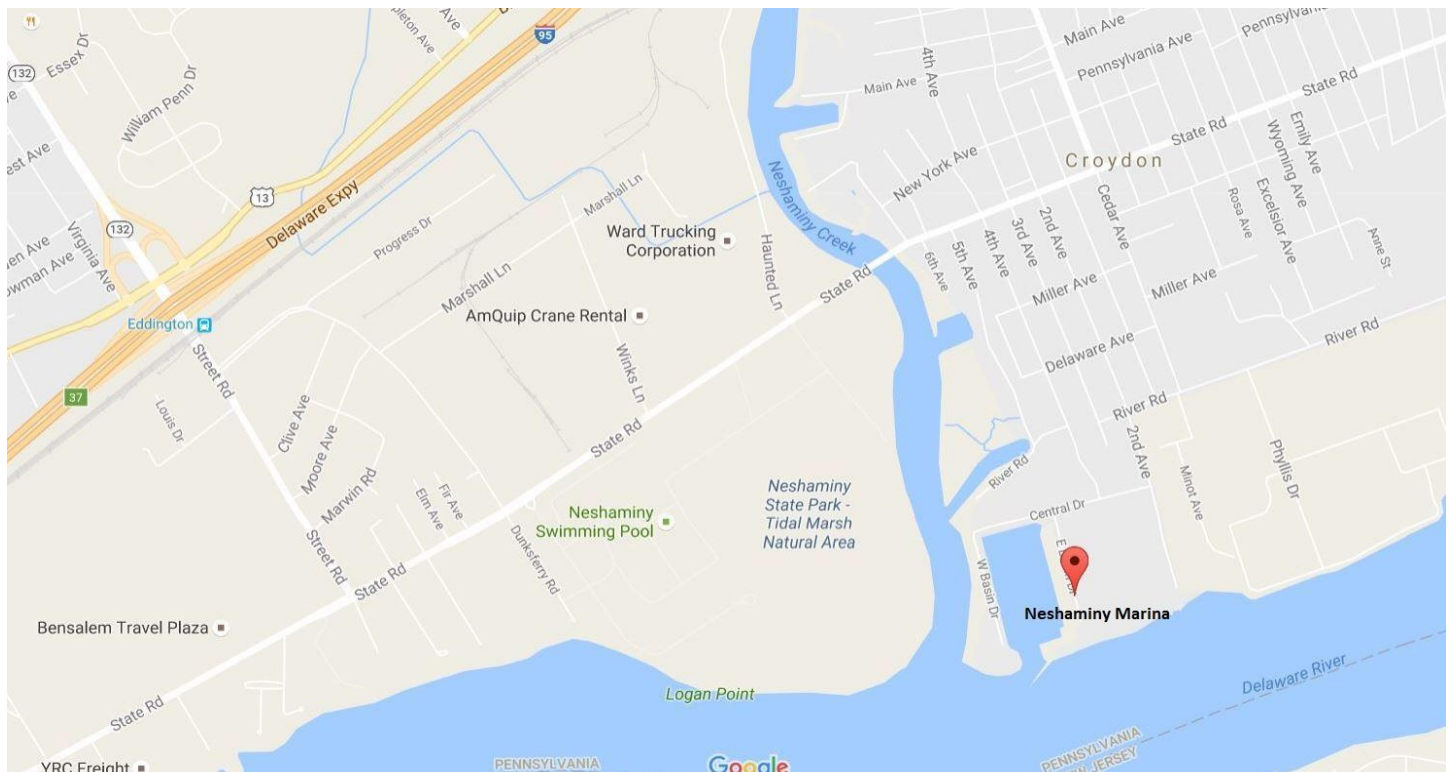 Essex Dr
132
William Penn Dr
Ave
13
95
Delaware Expy
132
Virginia Ave
Eddington
37
Street Rd
Louis Dr
Progress Dr
Marshall Ln
Marshall Ln
Ward Trucking
Corporation
AmQuip Crane Rental
Winks Ln
Haunted Ln
State Rd
State Rd
Clive Ave
Moore Ave
Marwin Rd
Elm Ave
Fir Ave
Street Rd
State Rd
Dunksferry Rd
Neshaminy
Swimming Pool
Neshaminy
State Park -
Tidal Marsh
Natural Area
Bensalem Travel Plaza
State Rd
YRC Freight
Logan Point
Neshaminy Creek
Main Ave
4th Ave
Main Ave
Pennsylvania Ave
Pennsylvania
State Rd
State Rd
New York Ave
Croydon
6th Ave
5th Ave
4th Ave
3rd Ave
2nd Ave
Cedar Ave
Rosa Ave
Excelsior Ave
Wyoming Ave
Emily Ave
Anne St
Miller Ave
Miller Ave
Delaware Ave
River Rd
River Rd
River Rd
2nd Ave
Minot Ave
Phyllis Dr
Central Dr
W Basin Dr
Neshaminy Marina
Delaware River
PENNSYLVANIA
Google
PENNSYLVANIA
NEW JERSEY